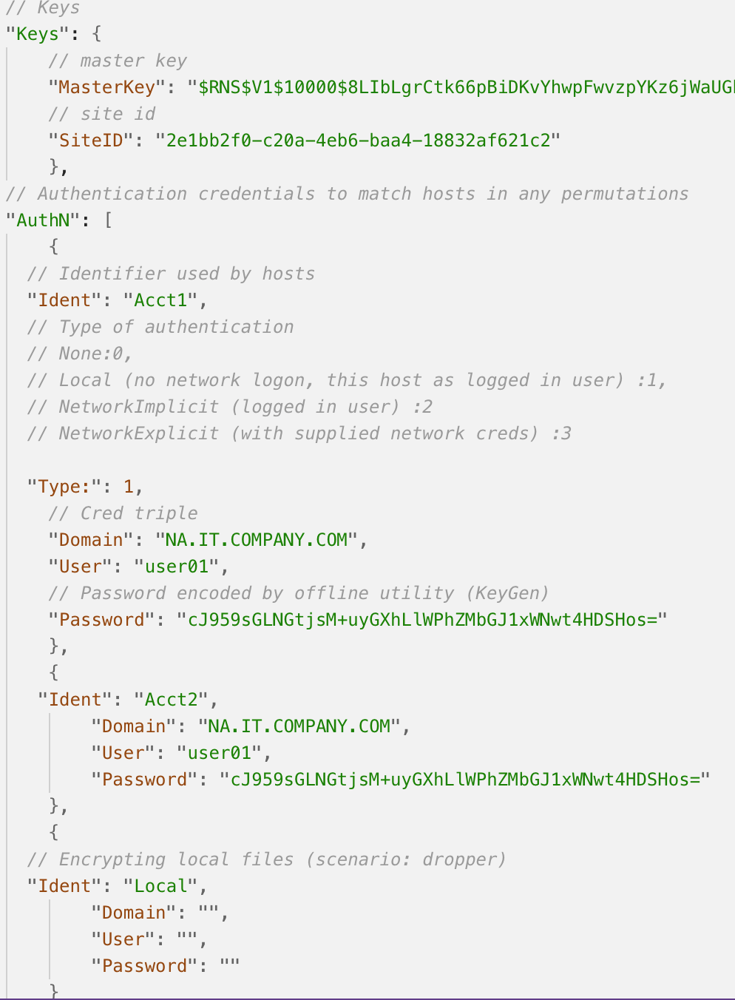 // Keys
"Keys": {
// master key
"MasterKey": "$RNS$V1$10000$8LIbLgrCtk66pBiDKvYhwpFwvzpYKz6jWaUG
// site id
"SiteID": "2e1bb2f0-c20a-4eb6-baa4-18832af621c2"
},
// Authentication credentials to match hosts in any permutations
"AuthN": [
{
// Identifier used by hosts
"Ident": "Acct1",
// Type of authentication
// None:0,
// Local (no network logon, this host as logged in user) :1,
// NetworkImplicit (logged in user) :2
// NetworkExplicit (with supplied network creds) :3
"Type:": 1,
// Cred triple
"Domain": "NA.IT.COMPANY.COM",
"User": "user01",
// Password encoded by offline utility (KeyGen)
"Password": "cJ959sGLNGtjsM+uyGXhLlWPhZMbGJ1xWNwt4HDSHos="
},
{
"Ident": "Acct2",
"Domain": "NA.IT.COMPANY.COM",
"User": "user01",
"Password": "cJ959sGLNGtjsM+uyGXhLlWPhZMbGJ1xWNwt4HDSHos="
},
{
// Encrypting local files (scenario: dropper)
"Ident": "Local",
"Domain": "",
"User": "",
"Password": ""
}